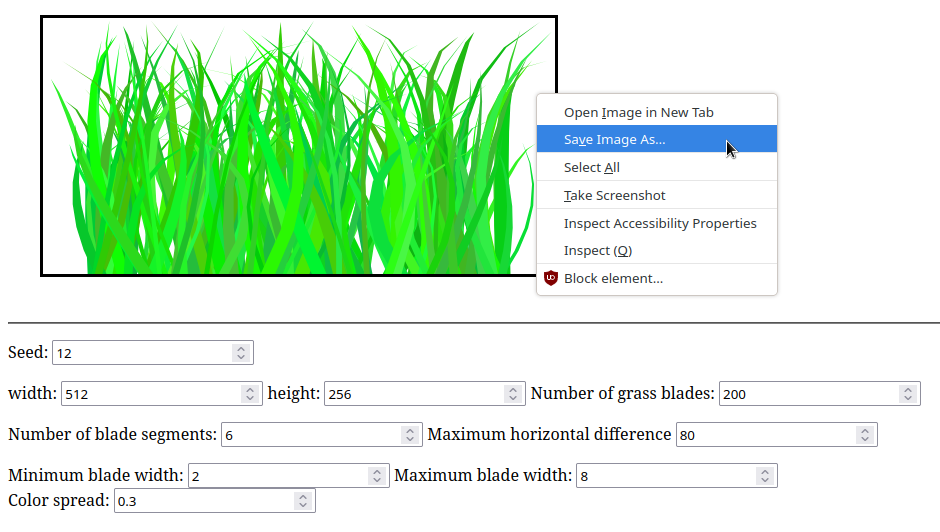 Open Image in New Tab
Save Image As...
Select All
Take Screenshot
Inspect Accessibility Properties
Inspect (Q)
Block element...
Seed: 12
width: 512 height: 256 Number of grass blades: 200
Number of blade segments: 6 Maximum horizontal difference 80
Minimum blade width: 2 Maximum blade width: 8
Color spread: 0.3